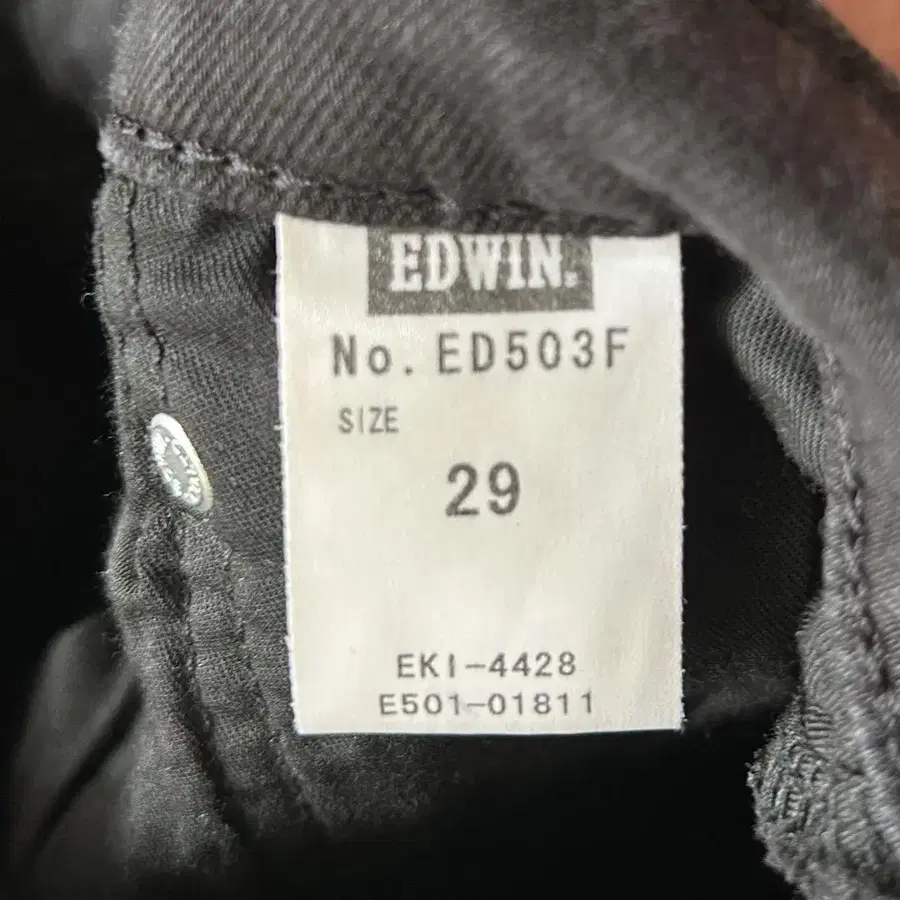 EDWIN.
No. ED503F
SIZE
29
EKI-4428
E501-01811